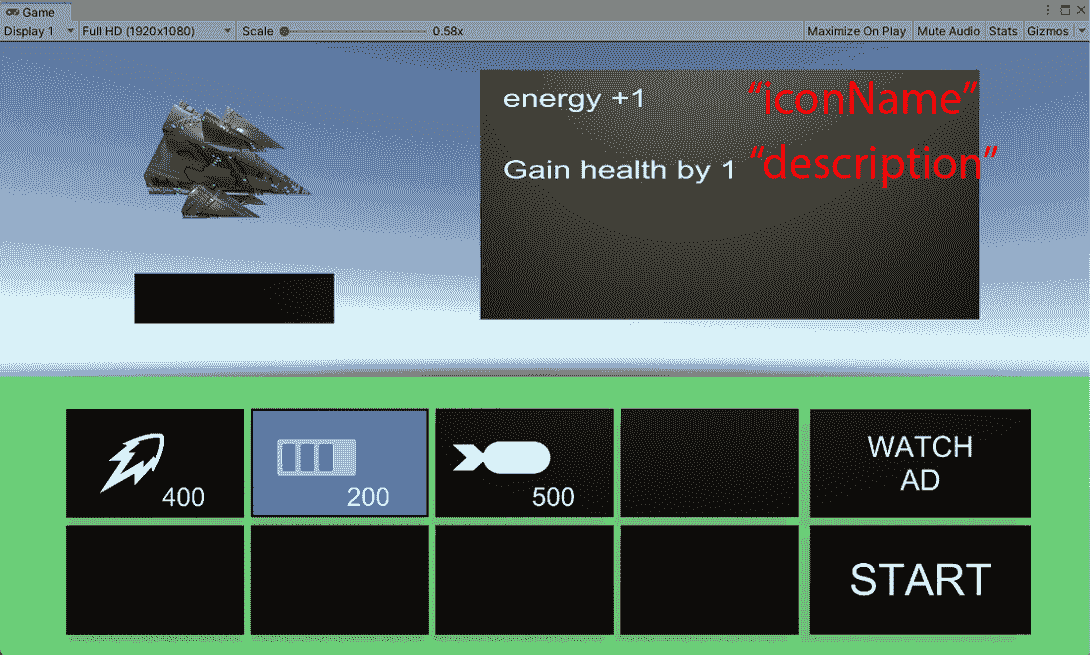 Game
Display 1 Full HD (1920x1080) Scale 0.58x Maximize On Play Mute Audio Stats Gizmos
energy +1 "iconName"
Gain health by 1 "description"
400 200 500 WATCH AD
START